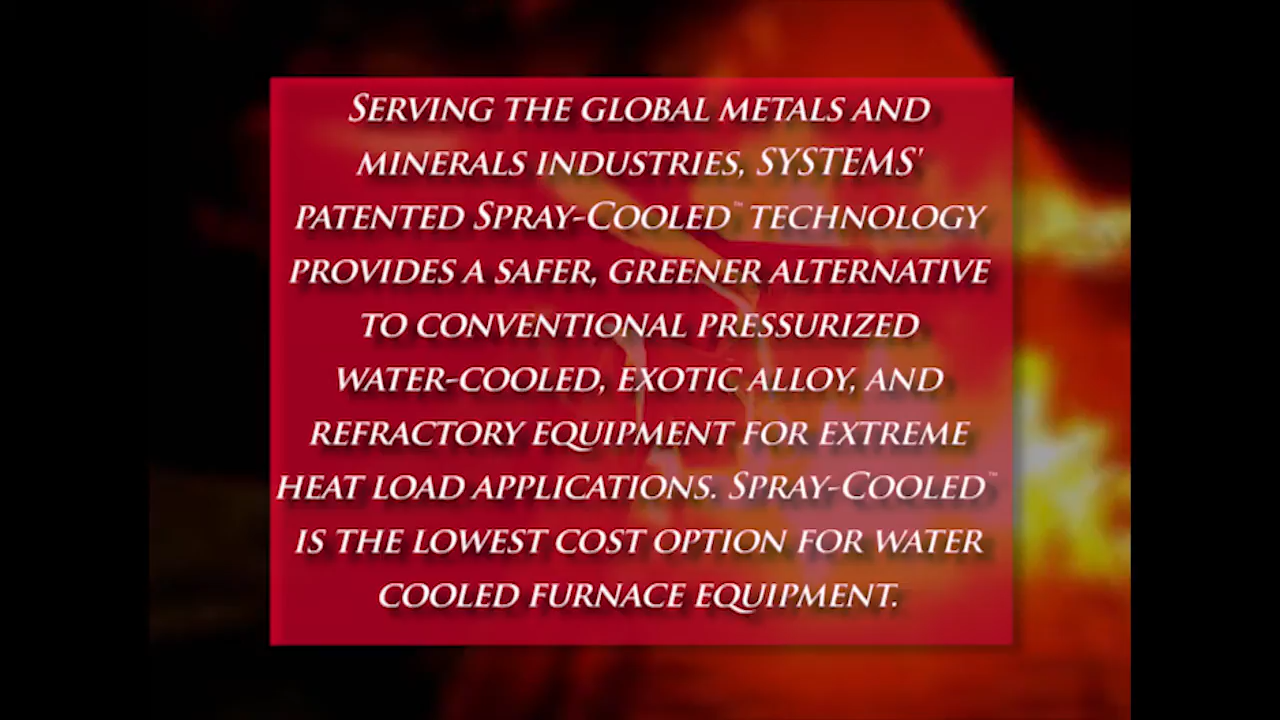 SERVING THE GLOBAL METALS AND
MINERALS INDUSTRIES, SYSTEMS'
PATENTED SPRAY-COOLED™ TECHNOLOGY
PROVIDES A SAFER, GREENER ALTERNATIVE
TO CONVENTIONAL PRESSURIZED
WATER-COOLED, EXOTIC ALLOY, AND
REFRACTORY EQUIPMENT FOR EXTREME
HEAT LOAD APPLICATIONS. SPRAY-COOLED™
IS THE LOWEST COST OPTION FOR WATER
COOLED FURNACE EQUIPMENT.